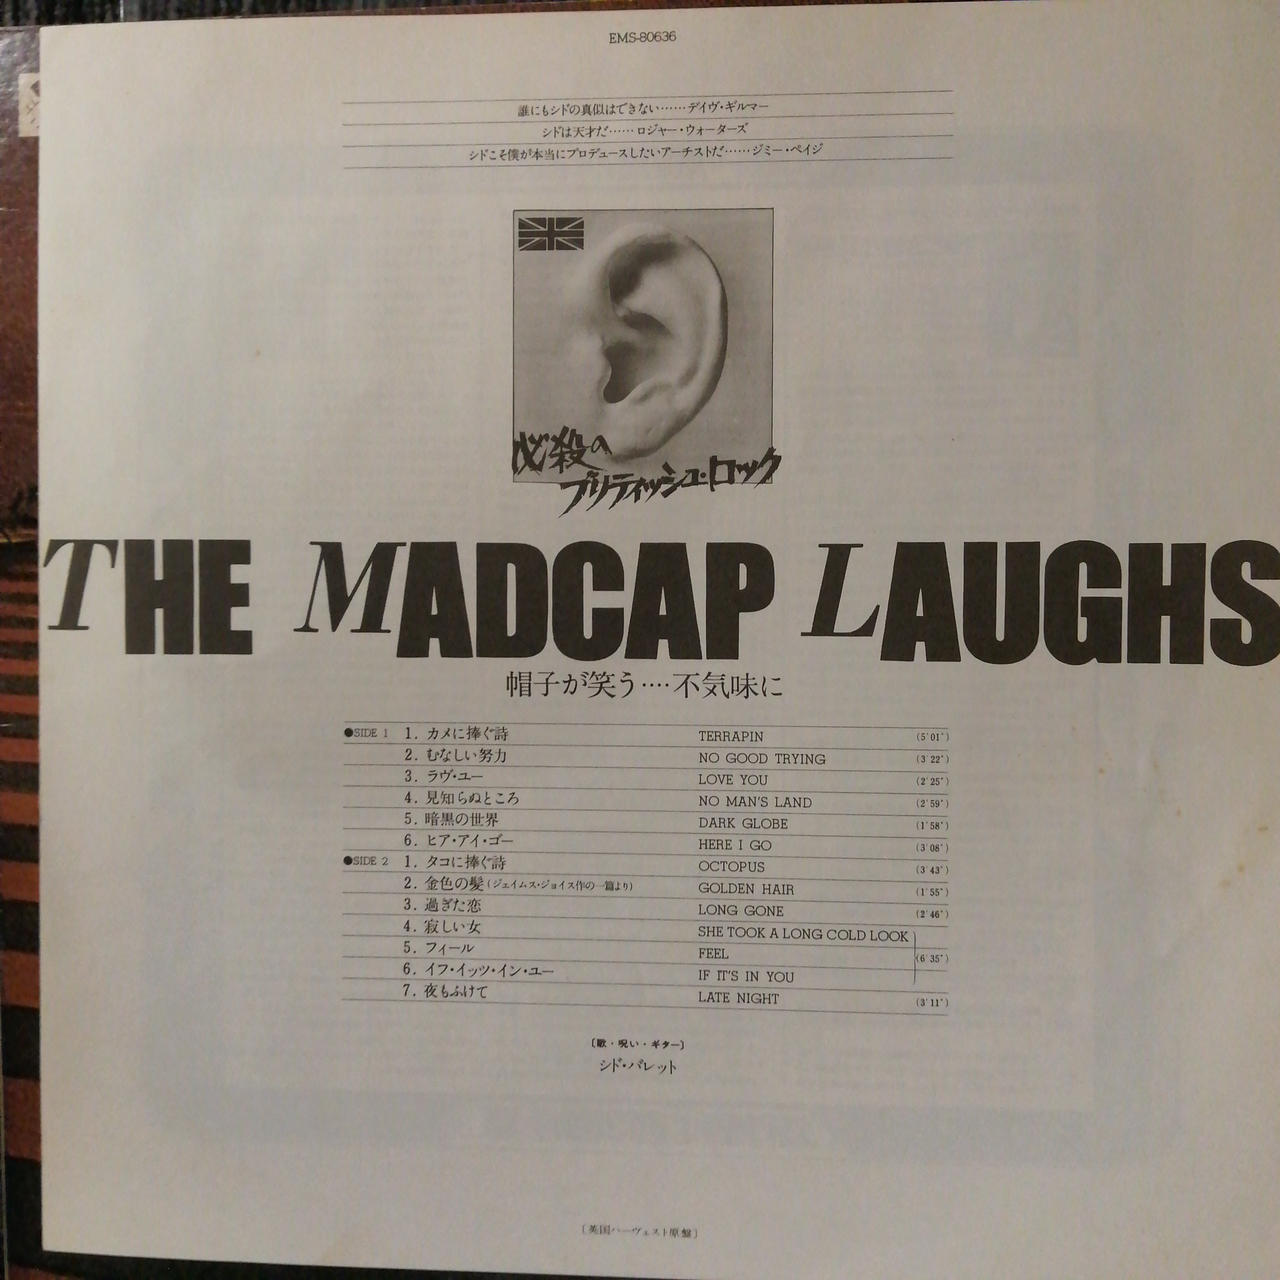 EMS-80636
誰にもシドの真似はできない……デイヴ・ギルマー
シドは天才だ……ロジャー・ウォーターズ
シドこそ僕が本当にプロデュースしたいアーチストだ……ジミー・ペイジ
必殺の
ブリティッシュ・ロック
THE MADCAP LAUGHS
帽子が笑う‥‥不気味に
●SIDE 1 1. カメに捧ぐ詩 TERRAPIN (5'01")
2. むなしい努力 NO GOOD TRYING (3'22")
3. ラヴ・ユー LOVE YOU (2'25")
4. 見知らぬところ NO MAN'S LAND (2'59")
5. 暗黒の世界 DARK GLOBE (1'58")
6. ヒア・アイ・ゴー HERE I GO (3'08")
●SIDE 2 1. タコに捧ぐ詩 OCTOPUS (3'43")
2. 金色の髪(ジェイムス・ジョイス作の一篇より) GOLDEN HAIR (1'55")
3. 過ぎた恋 LONG GONE (2'46")
4. 寂しい女 SHE TOOK A LONG COLD LOOK
5. フィール FEEL (6'35")
6. イフ・イッツ・イン・ユー IF IT'S IN YOU
7. 夜もふけて LATE NIGHT (3'11")
[歌・呪い・ギター]
シド・バレット
[英国ハーヴェスト原盤]